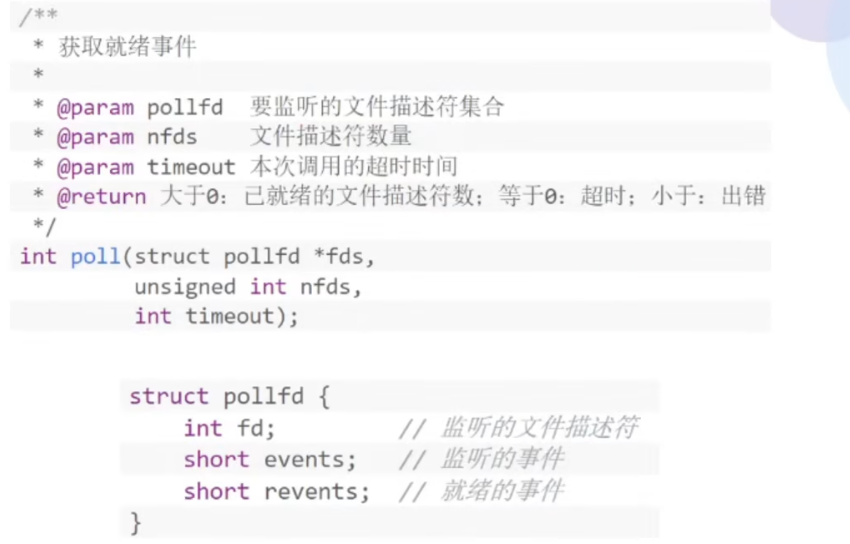 /**
 * 获取就绪事件
 *
 * @param pollfd  要监听的文件描述符集合
 * @param nfds    文件描述符数量
 * @param timeout 本次调用的超时时间
 * @return 大于0：已就绪的文件描述符数；等于0：超时；小于：出错
 */
int poll(struct pollfd *fds,
         unsigned int nfds,
         int timeout);
struct pollfd {
    int fd;         // 监听的文件描述符
    short events;   // 监听的事件
    short revents;  // 就绪的事件
}